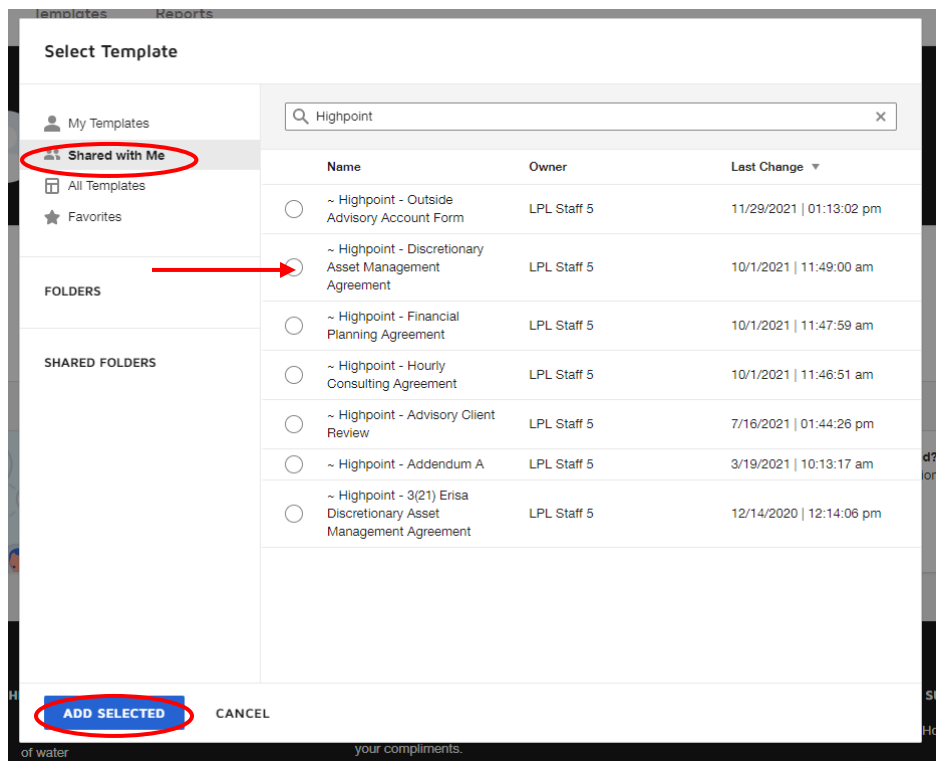 Templates Reports
Select Template
My Templates
Shared with Me
All Templates
Favorites
FOLDERS
SHARED FOLDERS
Highpoint
Name Owner Last Change
~ Highpoint - Outside
Advisory Account Form
LPL Staff 5
11/29/2021 | 01:13:02 pm
~ Highpoint - Discretionary
Asset Management
Agreement
LPL Staff 5
10/1/2021 | 11:49:00 am
~ Highpoint - Financial
Planning Agreement
LPL Staff 5
10/1/2021 | 11:47:59 am
~ Highpoint - Hourly
Consulting Agreement
LPL Staff 5
10/1/2021 | 11:46:51 am
~ Highpoint - Advisory Client
Review
LPL Staff 5
7/16/2021 | 01:44:26 pm
~ Highpoint - Addendum A
LPL Staff 5
3/19/2021 | 10:13:17 am
~ Highpoint - 3(21) Erisa
Discretionary Asset
Management Agreement
LPL Staff 5
12/14/2020 | 12:14:06 pm
ADD SELECTED
CANCEL
of water
your compliments.